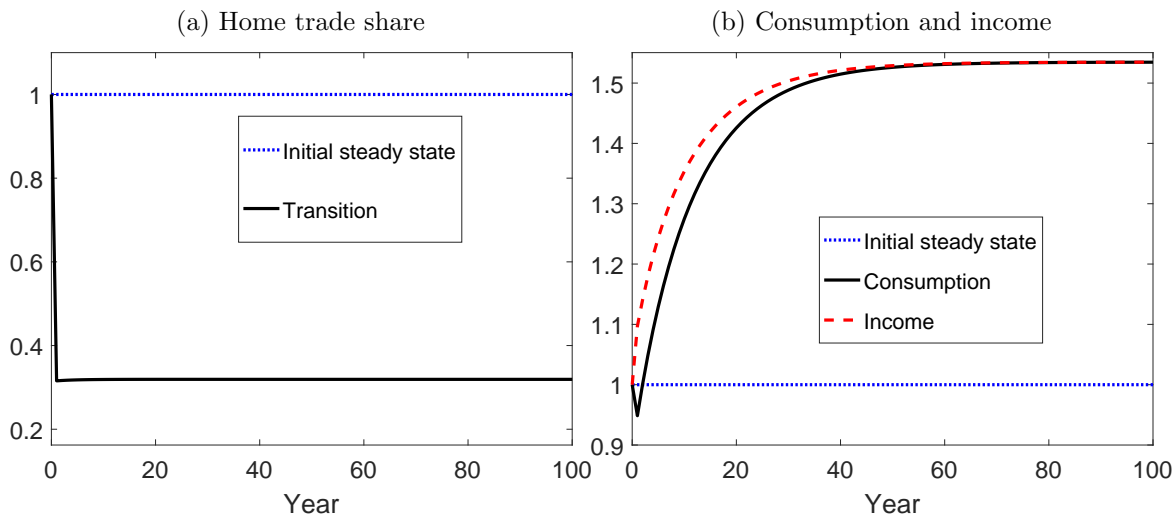 (a) Home trade share
1
0.8
0.6
0.4
0.2
0 20 40 60 80 100
Year
Initial steady state
Transition
(b) Consumption and income
1.5
1.4
1.3
1.2
1.1
1
0.9
0 20 40 60 80 100
Year
Initial steady state
Consumption
Income